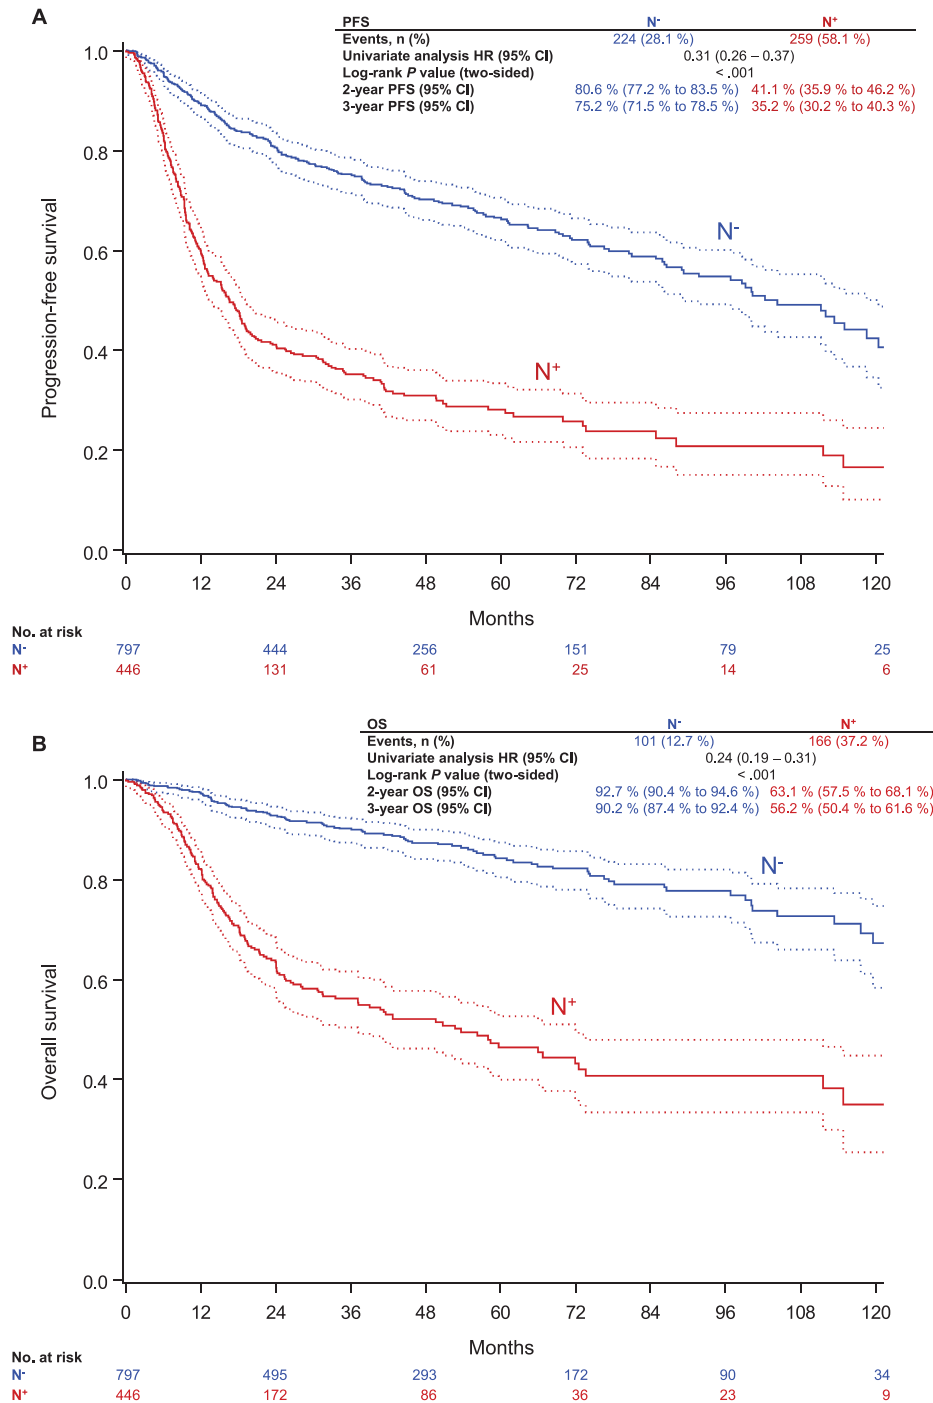 A
PFS N- N+
Events, n (%) 224 (28.1 %) 259 (58.1 %)
Univariate analysis HR (95% CI) 0.31 (0.26 – 0.37)
Log-rank P value (two-sided) < .001
2-year PFS (95% CI) 80.6 % (77.2 % to 83.5 %) 41.1 % (35.9 % to 46.2 %)
3-year PFS (95% CI) 75.2 % (71.5 % to 78.5 %) 35.2 % (30.2 % to 40.3 %)
1.0
0.8
0.6
0.4
0.2
0.0
Progression-free survival
N-
N+
0 12 24 36 48 60 72 84 96 108 120
Months
No. at risk
N- 797 444 256 151 79 25
N+ 446 131 61 25 14 6
B
OS N- N+
Events, n (%) 101 (12.7 %) 166 (37.2 %)
Univariate analysis HR (95% CI) 0.24 (0.19 – 0.31)
Log-rank P value (two-sided) < .001
2-year OS (95% CI) 92.7 % (90.4 % to 94.6 %) 63.1 % (57.5 % to 68.1 %)
3-year OS (95% CI) 90.2 % (87.4 % to 92.4 %) 56.2 % (50.4 % to 61.6 %)
1.0
0.8
0.6
0.4
0.2
0.0
Overall survival
N-
N+
0 12 24 36 48 60 72 84 96 108 120
Months
No. at risk
N- 797 495 293 172 90 34
N+ 446 172 86 36 23 9